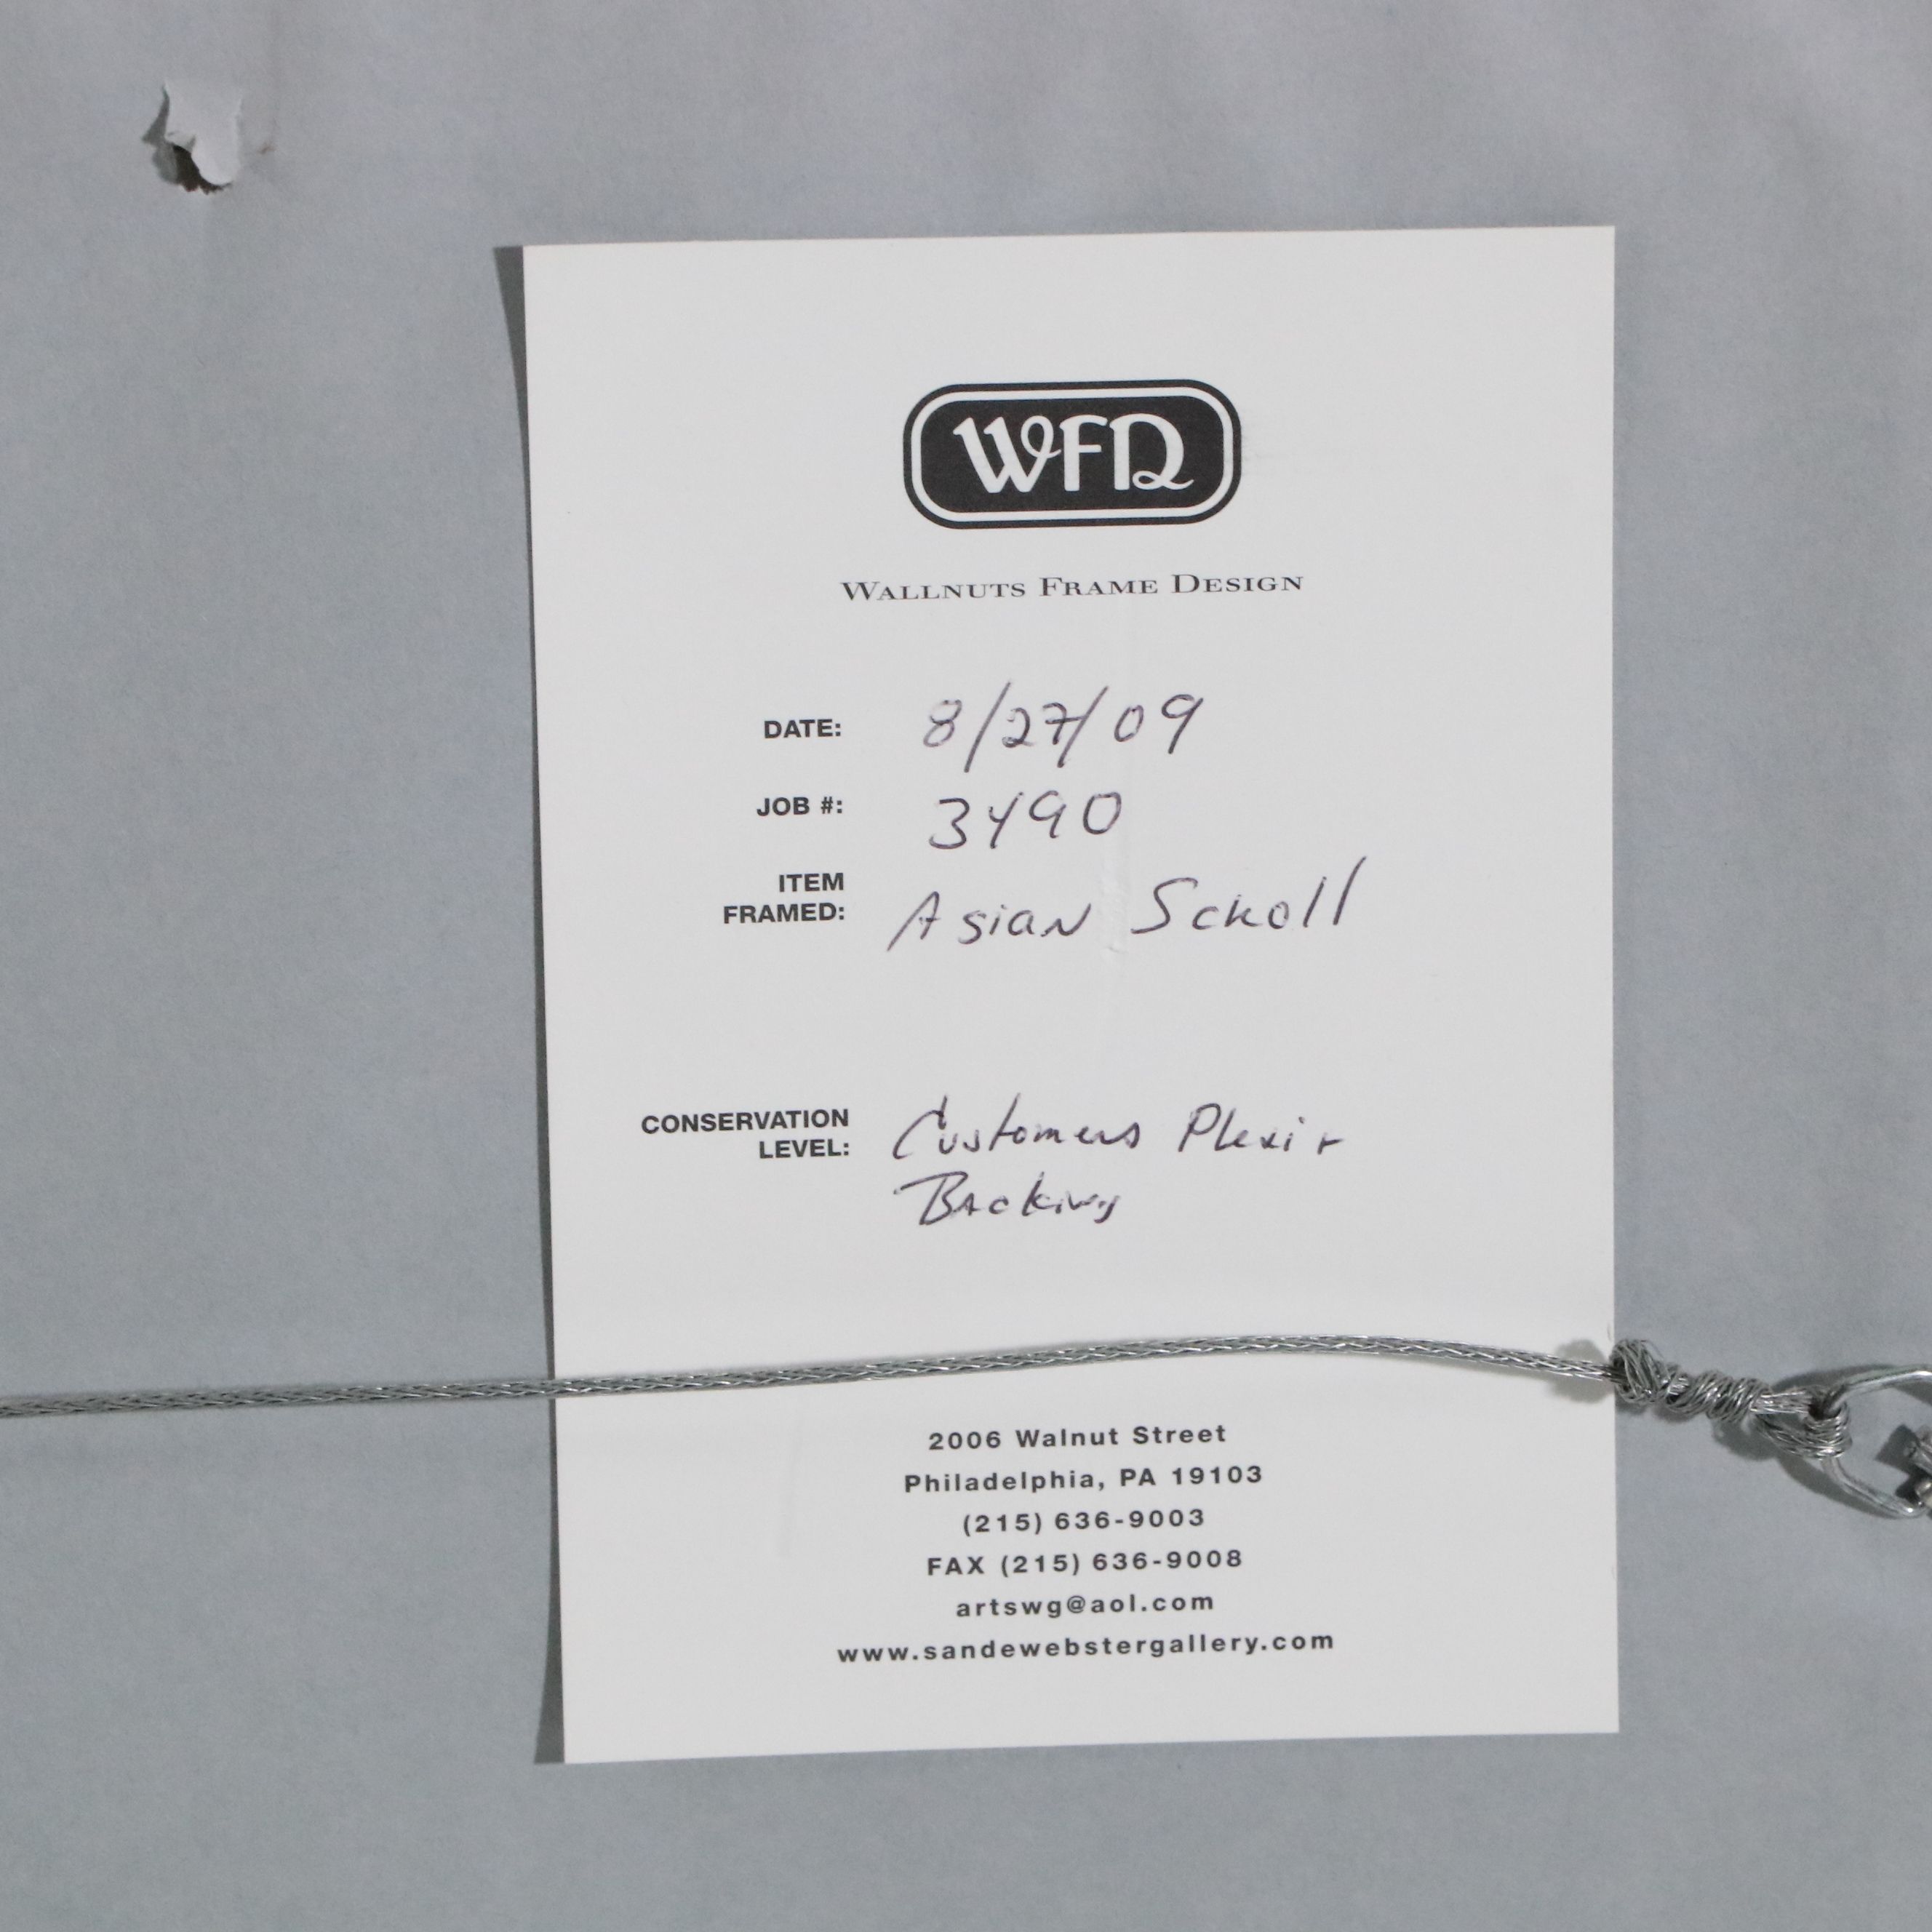 WFD
WALLNUTS FRAME DESIGN
DATE: 8/27/09
JOB #: 3490
ITEM
FRAMED: Asian Scroll
CONSERVATION
LEVEL: Customers Plexi +
Backing
2006 Walnut Street
Philadelphia, PA 19103
(215) 636-9003
FAX (215) 636-9008
artswg@aol.com
www.sandewebstergallery.com